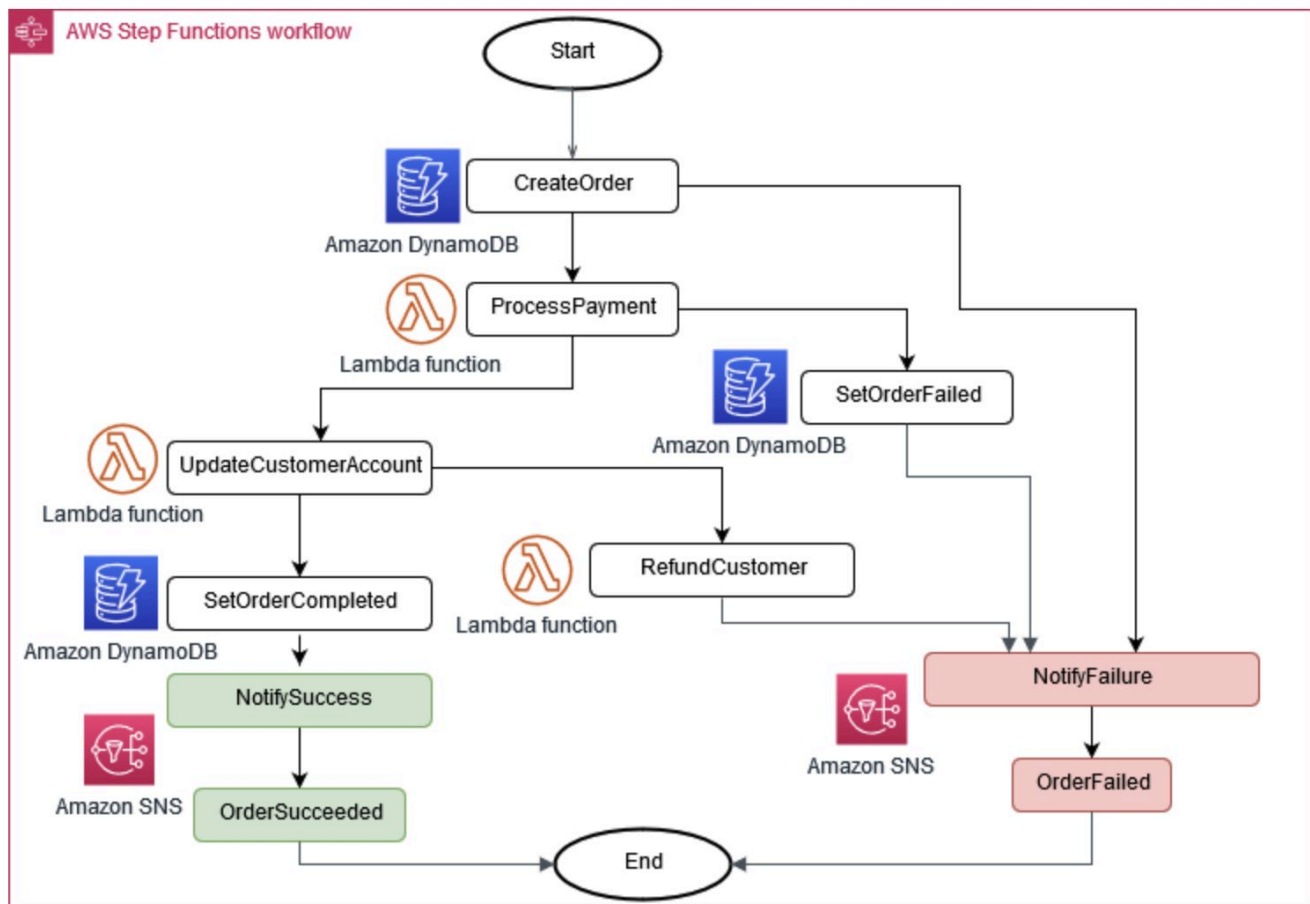 AWS Step Functions workflow
Start
CreateOrder
Amazon DynamoDB
ProcessPayment
Lambda function
SetOrderFailed
Amazon DynamoDB
UpdateCustomerAccount
Lambda function
RefundCustomer
Lambda function
SetOrderCompleted
Amazon DynamoDB
NotifySuccess
Amazon SNS
NotifyFailure
Amazon SNS
OrderSucceeded
OrderFailed
End